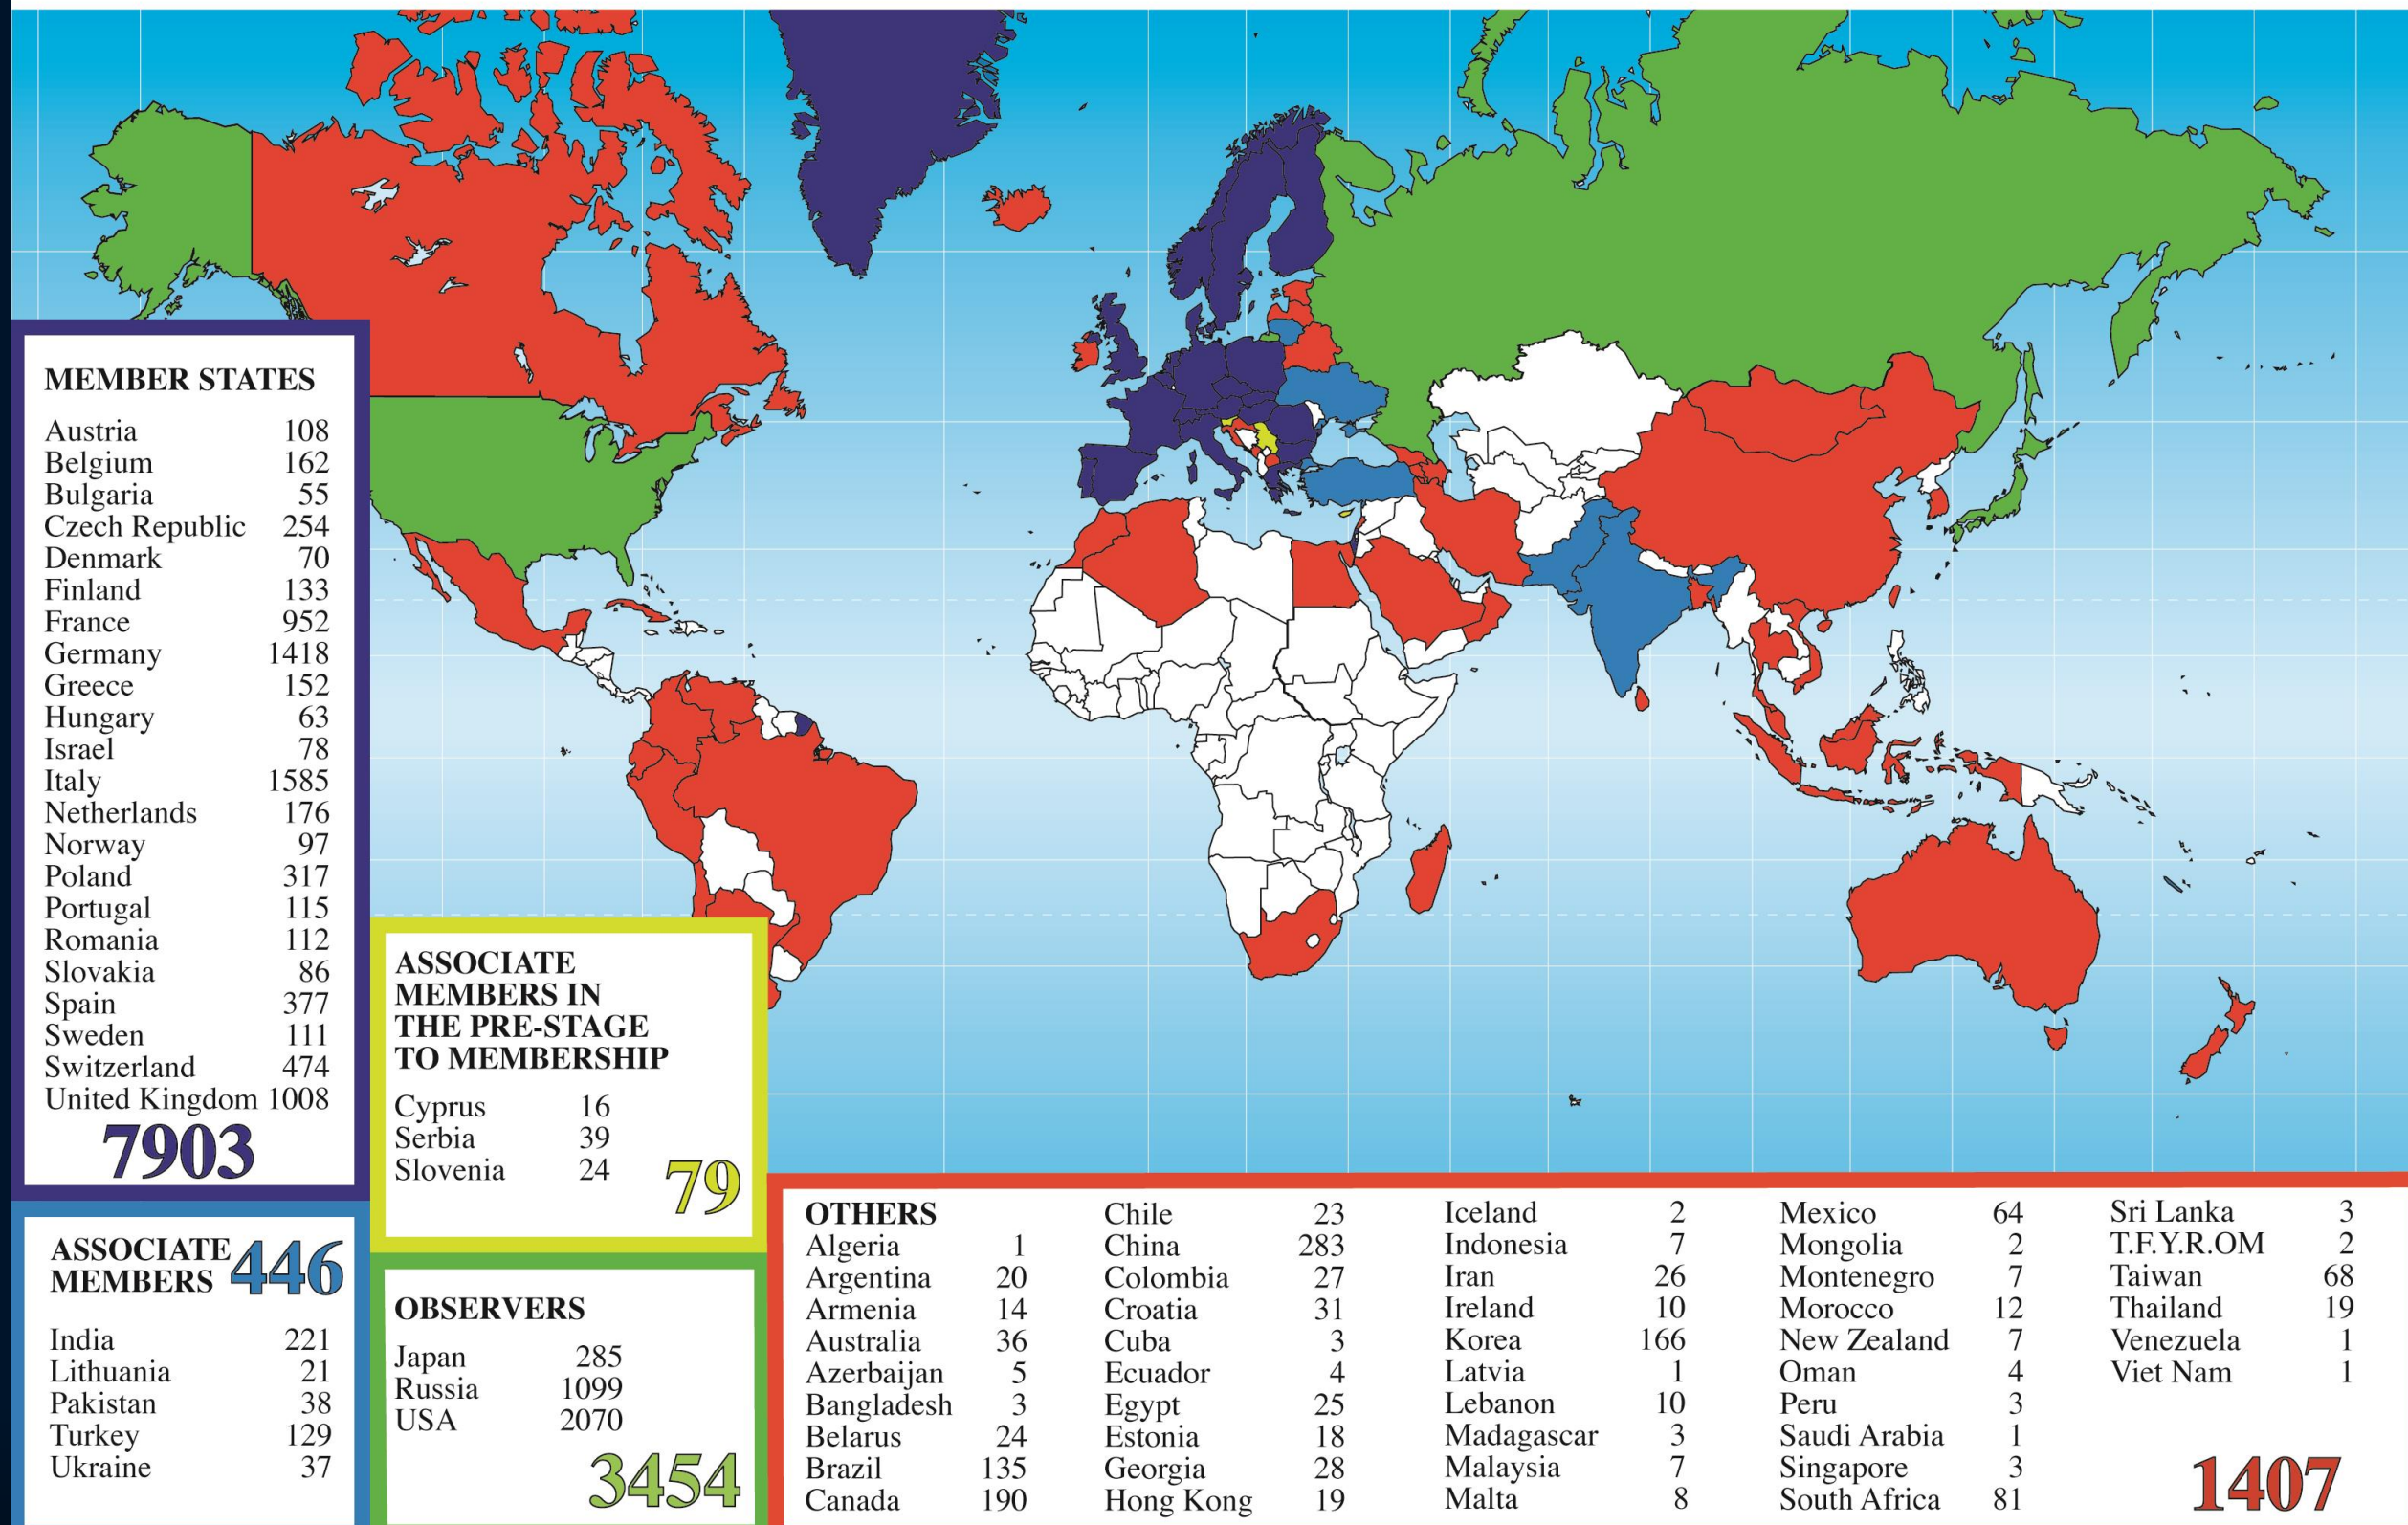 MEMBER STATES
Austria 108
Belgium 162
Bulgaria 55
Czech Republic 254
Denmark 70
Finland 133
France 952
Germany 1418
Greece 152
Hungary 63
Israel 78
Italy 1585
Netherlands 176
Norway 97
Poland 317
Portugal 115
Romania 112
Slovakia 86
Spain 377
Sweden 111
Switzerland 474
United Kingdom 1008
7903
ASSOCIATE
MEMBERS 446
India 221
Lithuania 21
Pakistan 38
Turkey 129
Ukraine 37
ASSOCIATE
MEMBERS IN
THE PRE-STAGE
TO MEMBERSHIP
Cyprus 16
Serbia 39
Slovenia 24
79
OBSERVERS
Japan 285
Russia 1099
USA 2070
3454
OTHERS
Algeria 1
Argentina 20
Armenia 14
Australia 36
Azerbaijan 5
Bangladesh 3
Belarus 24
Brazil 135
Canada 190
Chile 23
China 283
Colombia 27
Croatia 31
Cuba 3
Ecuador 4
Egypt 25
Estonia 18
Georgia 28
Hong Kong 19
Iceland 2
Indonesia 7
Iran 26
Ireland 10
Korea 166
Latvia 1
Lebanon 10
Madagascar 3
Malaysia 7
Malta 8
Mexico 64
Mongolia 2
Montenegro 7
Morocco 12
New Zealand 7
Oman 4
Peru 3
Saudi Arabia 1
Singapore 3
South Africa 81
Sri Lanka 3
T.F.Y.R.OM 2
Taiwan 68
Thailand 19
Venezuela 1
Viet Nam 1
1407